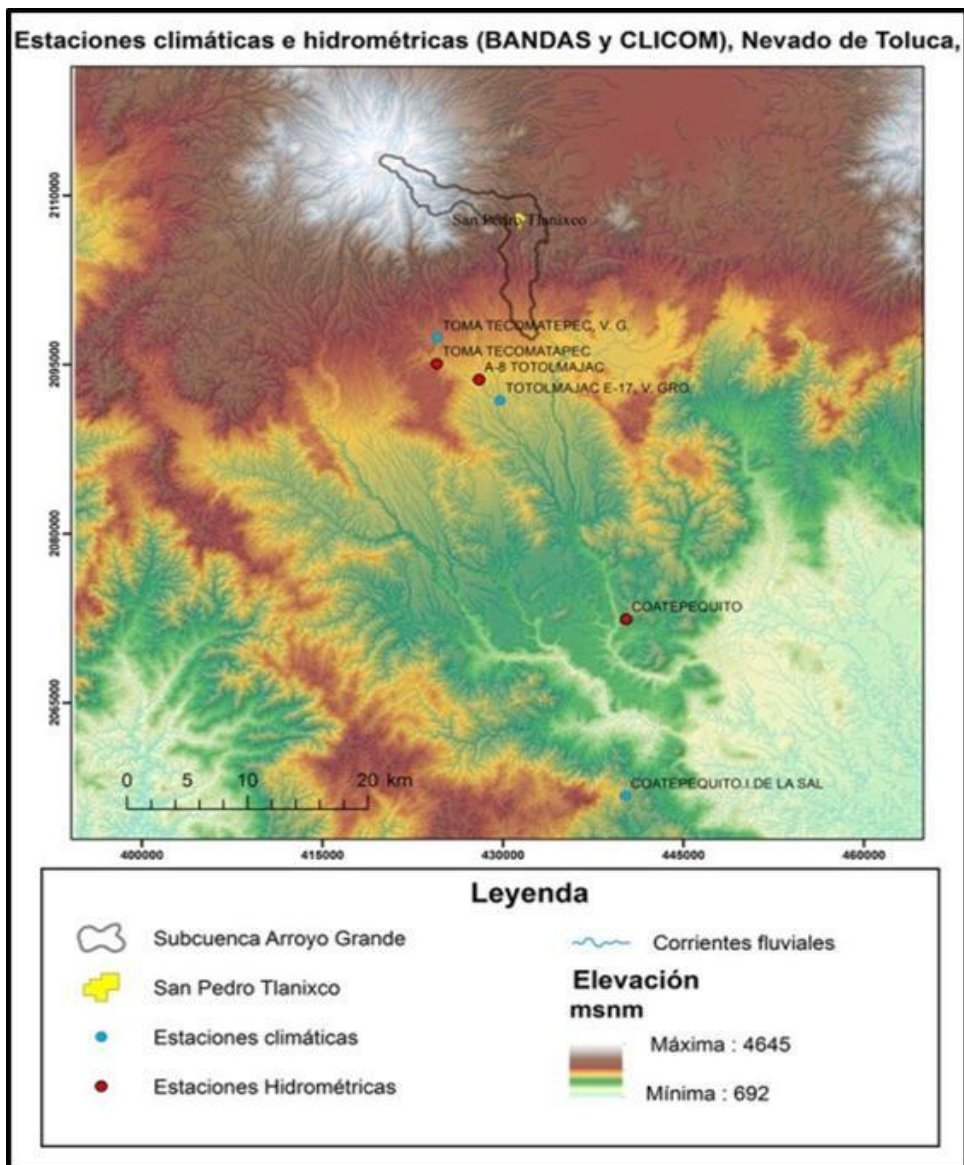 Estaciones climáticas e hidrométricas (BANDAS y CLICOM), Nevado de Toluca,
2110000
San Pedro Tlanixco
TOMA TECOMATEPEC, V. G.
2095000
TOMA TECOMATAPEC
A-8 TOTOLMAJAC
TOTOLMAJAC E-17, V. GRO.
2080000
COATEPEQUITO
2065000
0 5 10 20 km
COATEPEQUITO.I.DE LA SAL
400000 415000 430000 445000 460000
Leyenda
Subcuenca Arroyo Grande
San Pedro Tlanixco
Estaciones climáticas
Estaciones Hidrométricas
Corrientes fluviales
Elevación
msnm
Máxima : 4645
Mínima : 692